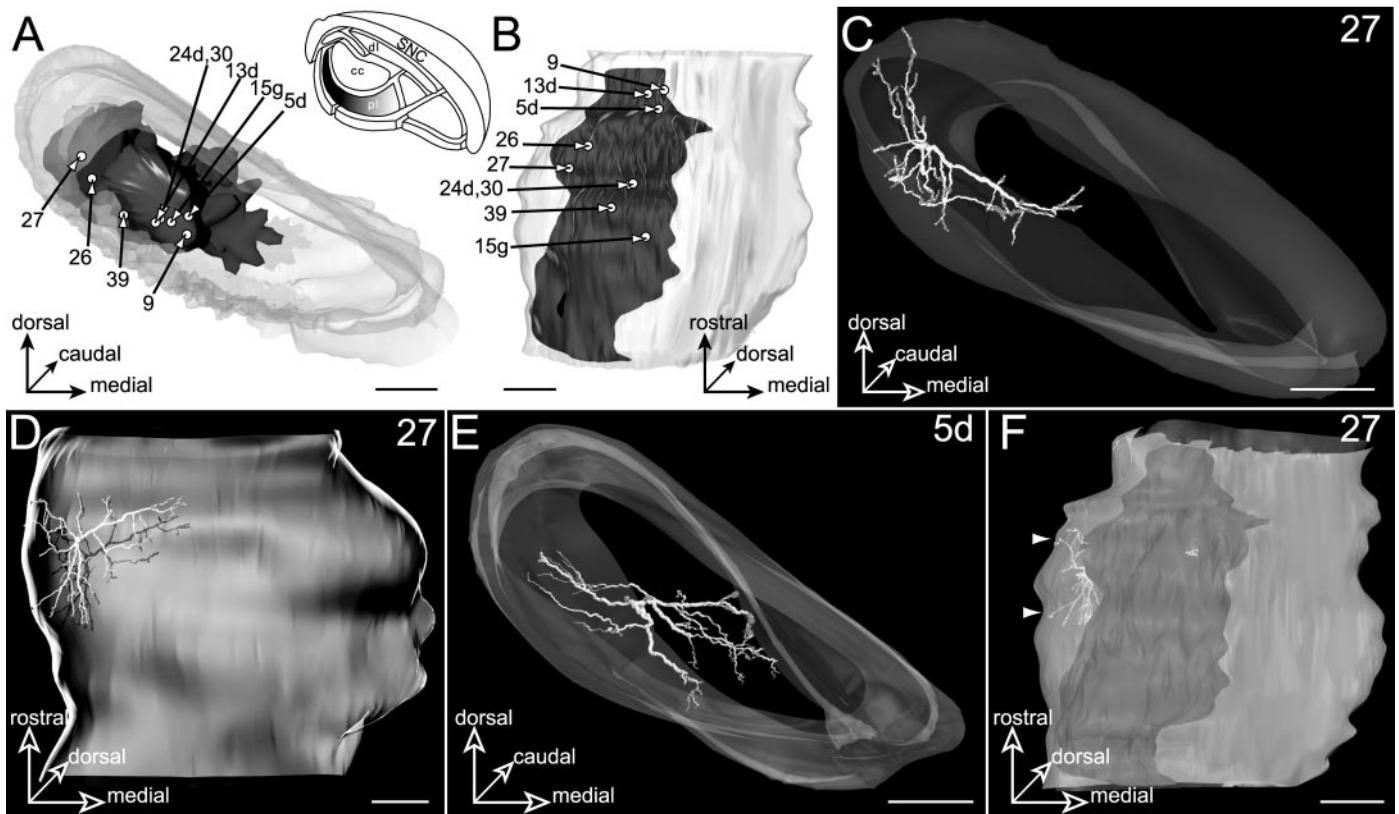 A
24d,30
13d
15g
5d
27
26
39
9
dorsal
caudal
medial
dl
SNC
cc
pl
B
9
13d
5d
26
27
24d,30
39
15g
rostral
dorsal
medial
C
27
dorsal
caudal
medial
D
27
rostral
dorsal
medial
E
5d
dorsal
caudal
medial
F
27
rostral
dorsal
medial